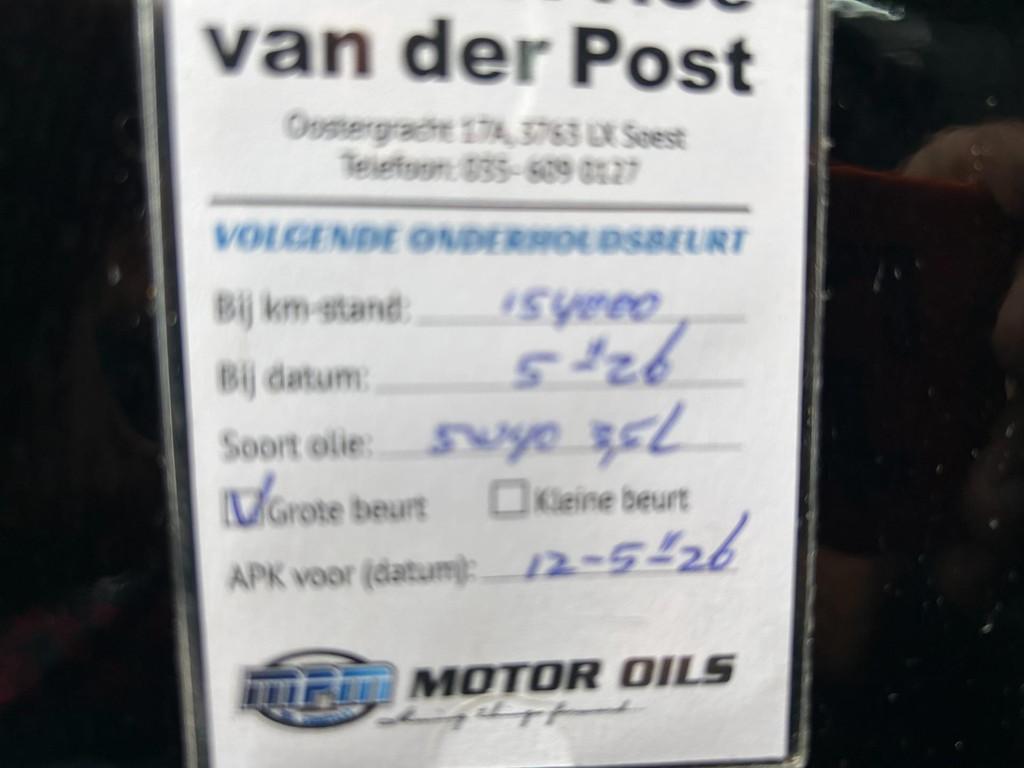 van der Post
Oostergracht 17A, 3763 LX Soest
Telefoon: 035-609 0127
VOLGENDE ONDERHOUDSBEURT
Bij km-stand: 154000
Bij datum: 5-"26
Soort olie: 5W40 3,5L
Grote beurt Kleine beurt
APK voor (datum): 12-5-"26
MPM MOTOR OILS